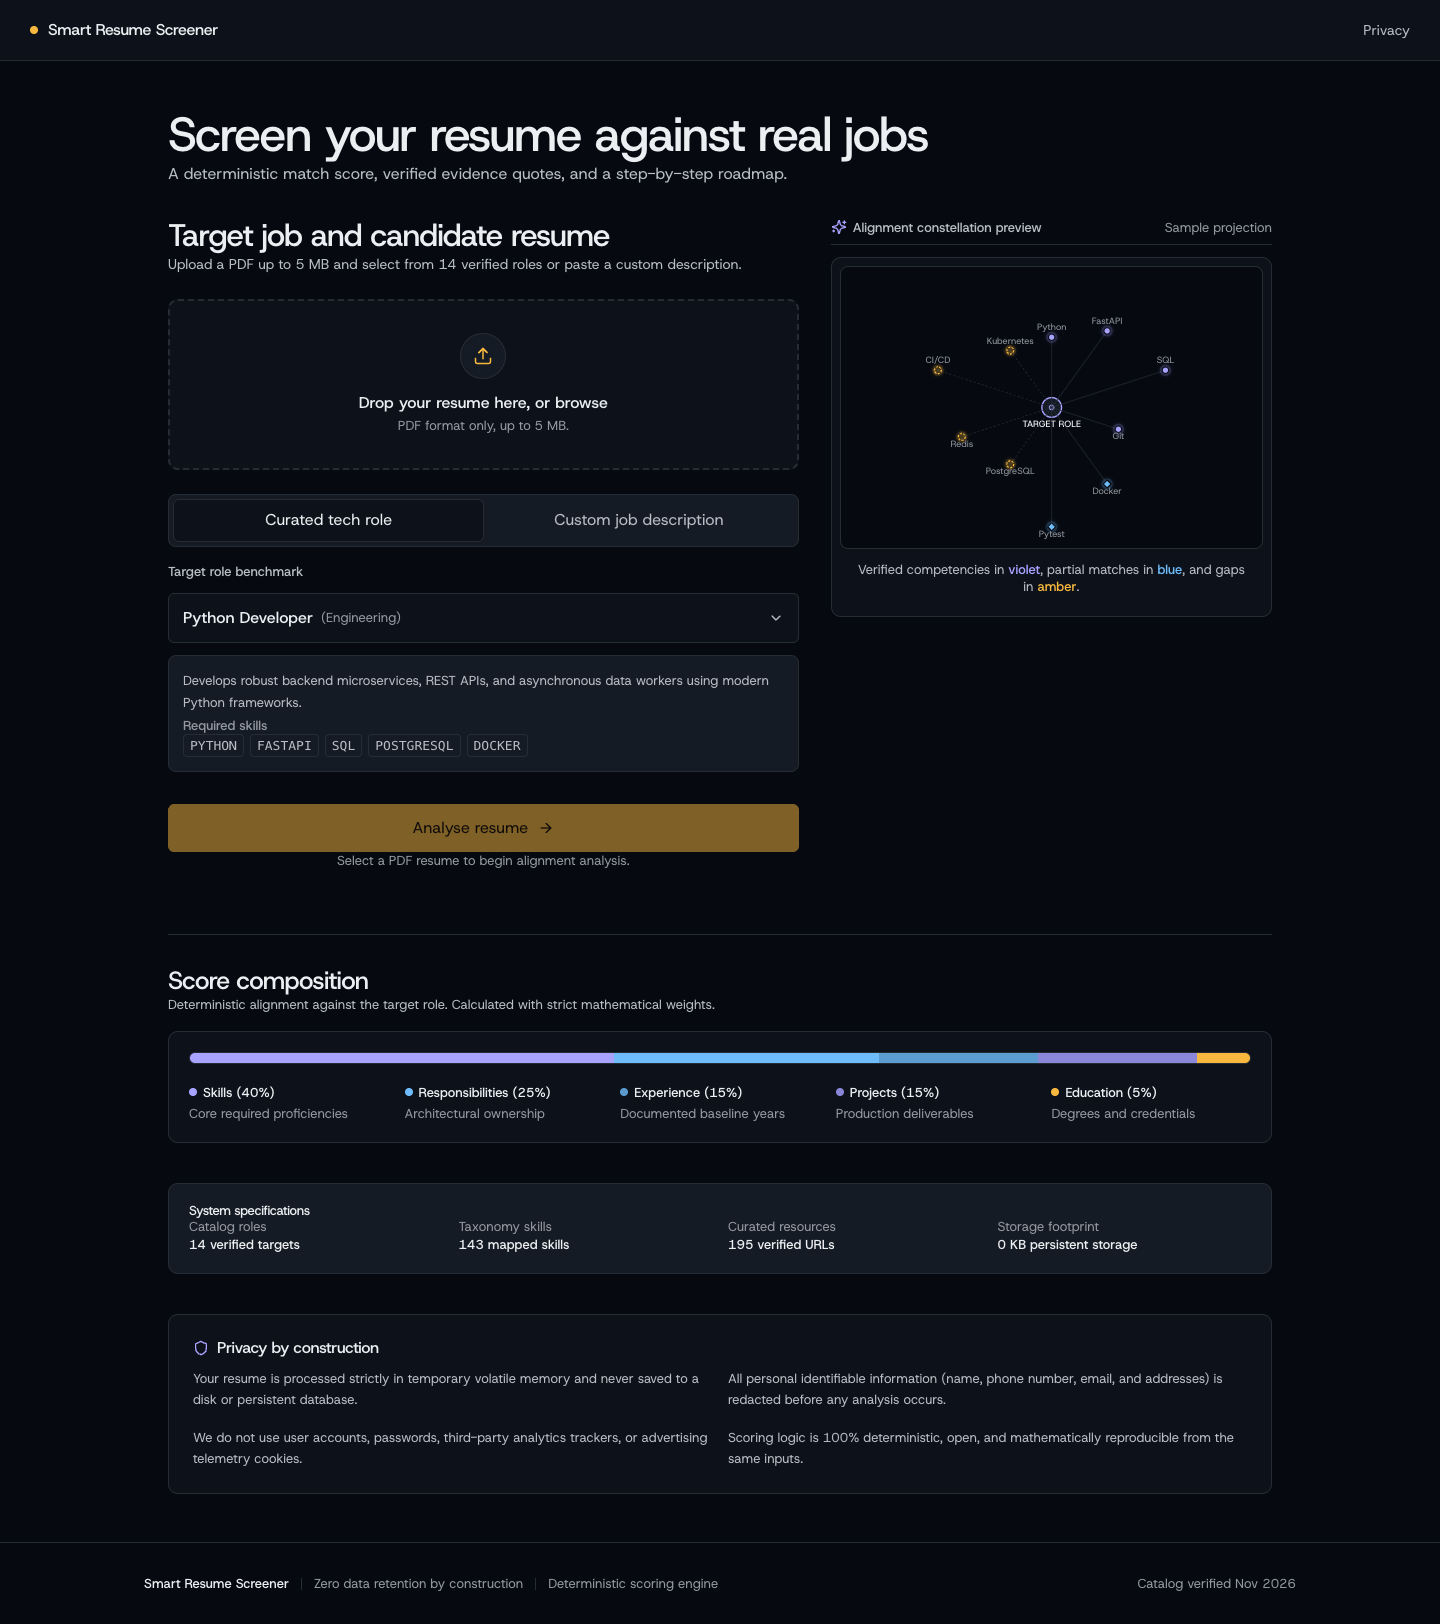 Smart Resume Screener
Privacy
Screen your resume against real jobs
A deterministic match score, verified evidence quotes, and a step-by-step roadmap.
Target job and candidate resume
Upload a PDF up to 5 MB and select from 14 verified roles or paste a custom description.
Drop your resume here, or browse
PDF format only, up to 5 MB.
Curated tech role
Custom job description
Target role benchmark
Python Developer (Engineering)
Develops robust backend microservices, REST APIs, and asynchronous data workers using modern
Python frameworks.
Required skills
PYTHON FASTAPI SQL POSTGRESQL DOCKER
Analyse resume
Select a PDF resume to begin alignment analysis.
Alignment constellation preview
Sample projection
FastAPI
Python
Kubernetes
CI/CD
SQL
TARGET ROLE
Git
Redis
PostgreSQL
Docker
Pytest
Verified competencies in violet, partial matches in blue, and gaps
in amber.
Score composition
Deterministic alignment against the target role. Calculated with strict mathematical weights.
Skills (40%)
Core required proficiencies
Responsibilities (25%)
Architectural ownership
Experience (15%)
Documented baseline years
Projects (15%)
Production deliverables
Education (5%)
Degrees and credentials
System specifications
Catalog roles
14 verified targets
Taxonomy skills
143 mapped skills
Curated resources
195 verified URLs
Storage footprint
0 KB persistent storage
Privacy by construction
Your resume is processed strictly in temporary volatile memory and never saved to a
disk or persistent database.
All personal identifiable information (name, phone number, email, and addresses) is
redacted before any analysis occurs.
We do not use user accounts, passwords, third-party analytics trackers, or advertising
telemetry cookies.
Scoring logic is 100% deterministic, open, and mathematically reproducible from the
same inputs.
Smart Resume Screener
Zero data retention by construction
Deterministic scoring engine
Catalog verified Nov 2026